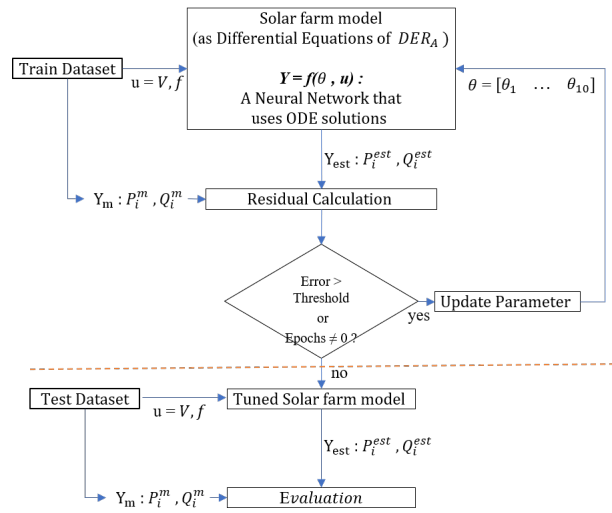 Solar farm model
(as Differential Equations of DER_A )
Y = f(θ , u) :
A Neural Network that
uses ODE solutions
Train Dataset
u = V, f
θ = [θ_1 … θ_10]
Y_est : P_i^est , Q_i^est
Y_m : P_i^m , Q_i^m
Residual Calculation
Error >
Threshold
or
Epochs ≠ 0 ?
yes
Update Parameter
no
Test Dataset
u = V, f
Tuned Solar farm model
Y_est : P_i^est , Q_i^est
Y_m : P_i^m , Q_i^m
Evaluation